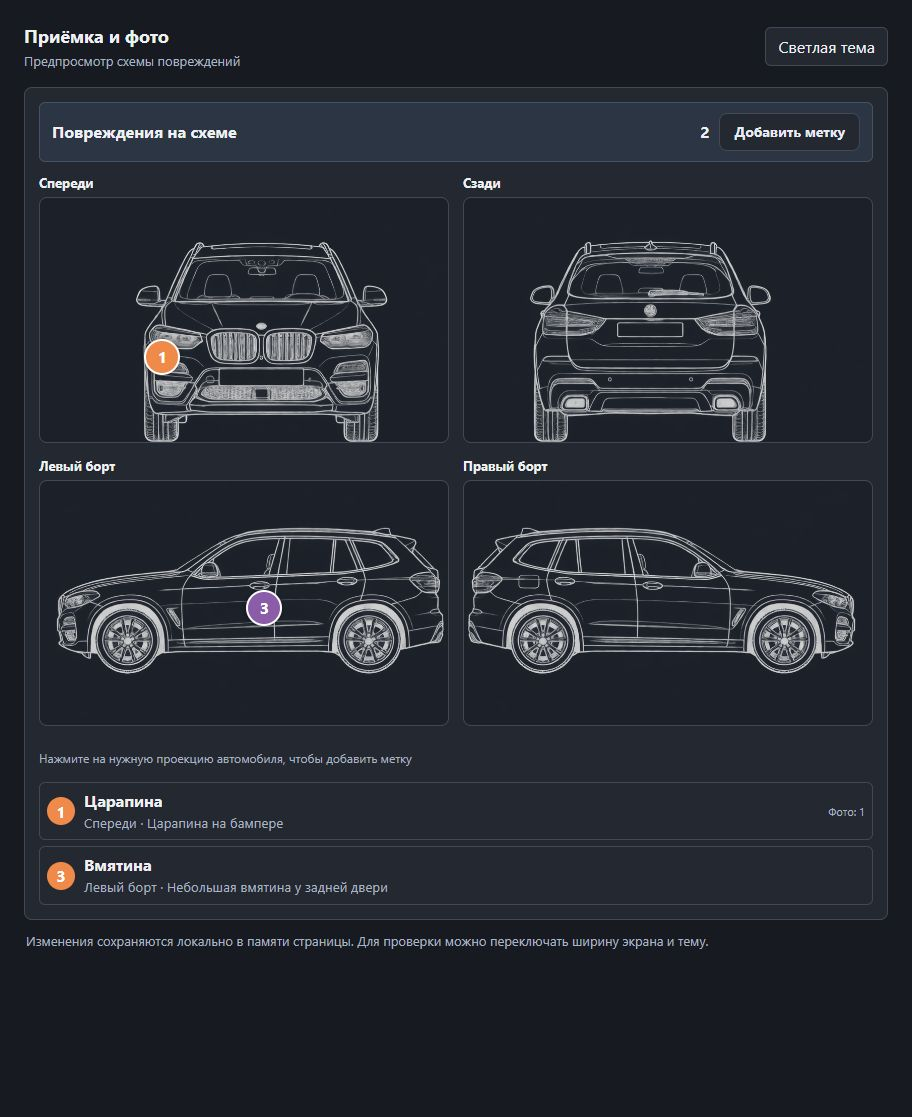 Приёмка и фото
Предпросмотр схемы повреждений
Светлая тема
Повреждения на схеме
2
Добавить метку
Спереди
Сзади
1
Левый борт
Правый борт
3
Нажмите на нужную проекцию автомобиля, чтобы добавить метку
1
Царапина
Спереди · Царапина на бампере
Фото: 1
3
Вмятина
Левый борт · Небольшая вмятина у задней двери
Изменения сохраняются локально в памяти страницы. Для проверки можно переключать ширину экрана и тему.